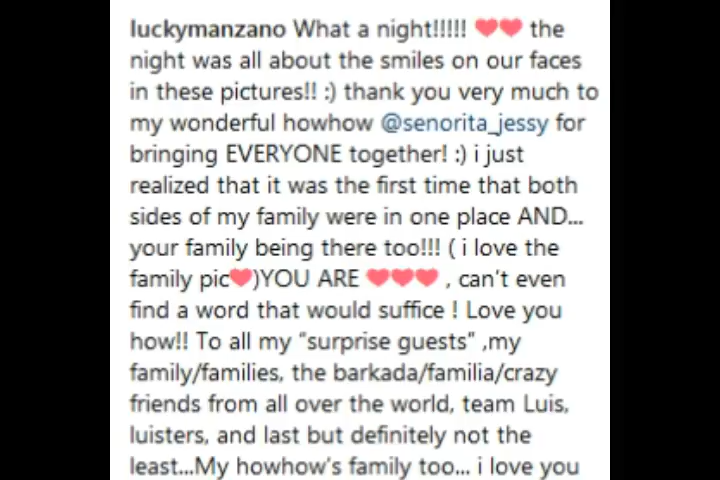 luckymanzano What a night!!!!! ❤❤ the
night was all about the smiles on our faces
in these pictures!! :) thank you very much to
my wonderful howhow @senorita_jessy for
bringing EVERYONE together! :) i just
realized that it was the first time that both
sides of my family were in one place AND...
your family being there too!!! ( i love the
family pic❤)YOU ARE ❤❤❤ , can't even
find a word that would suffice ! Love you
how!! To all my "surprise guests" ,my
family/families, the barkada/familia/crazy
friends from all over the world, team Luis,
luisters, and last but definitely not the
least...My howhow's family too... i love you